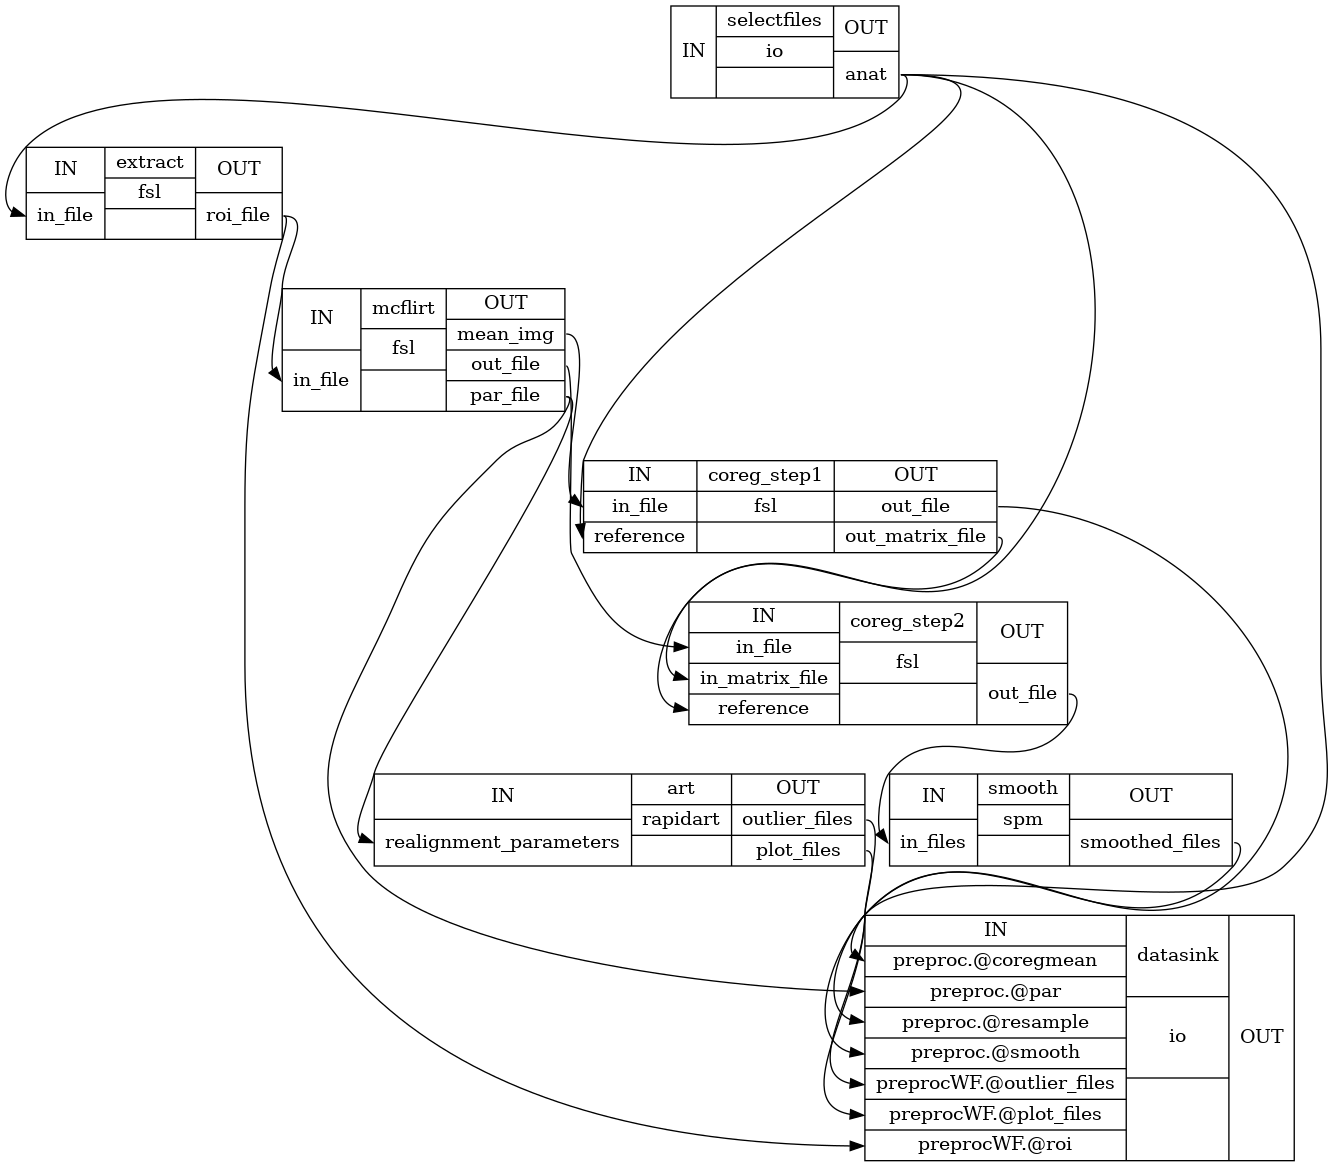 IN
selectfiles
io
OUT
anat
IN
in_file
extract
fsl
OUT
roi_file
IN
in_file
mcflirt
fsl
OUT
mean_img
out_file
par_file
IN
in_file
reference
coreg_step1
fsl
OUT
out_file
out_matrix_file
IN
in_file
in_matrix_file
reference
coreg_step2
fsl
OUT
out_file
IN
realignment_parameters
art
rapidart
OUT
outlier_files
plot_files
IN
in_files
smooth
spm
OUT
smoothed_files
IN
preproc.@coregmean
preproc.@par
preproc.@resample
preproc.@smooth
preprocWF.@outlier_files
preprocWF.@plot_files
preprocWF.@roi
datasink
io
OUT